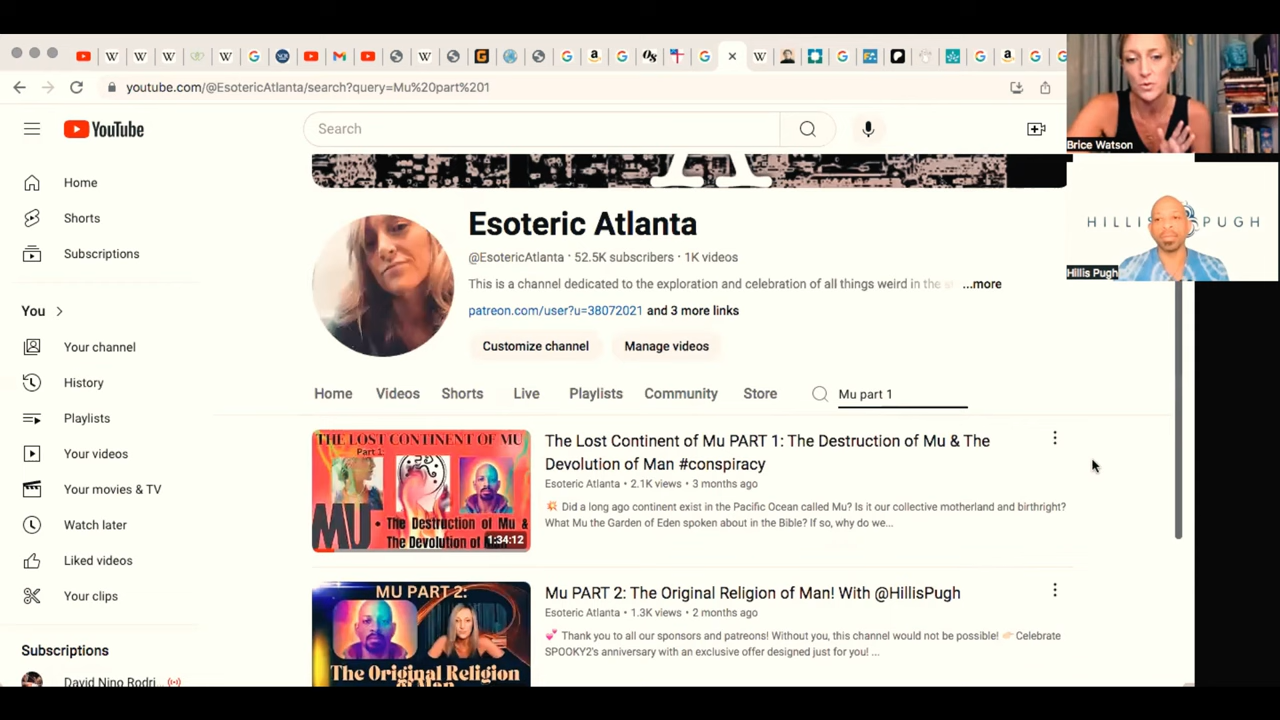 youtube.com/@EsotericAtlanta/search?query=Mu%20part%201
YouTube
Search
Brice Watson
HILLIS PUGH
Hillis Pugh
Home
Shorts
Subscriptions
You
Your channel
History
Playlists
Your videos
Your movies & TV
Watch later
Liked videos
Your clips
Subscriptions
David Nino Rodri...
Esoteric Atlanta
@EsotericAtlanta · 52.5K subscribers · 1K videos
This is a channel dedicated to the exploration and celebration of all things weird in the s ...more
patreon.com/user?u=38072021 and 3 more links
Customize channel
Manage videos
Home Videos Shorts Live Playlists Community Store Mu part 1
THE LOST CONTINENT OF MU
Part 1:
MU
• The Destruction of Mu &
The Devolution of Man
1:34:12
The Lost Continent of Mu PART 1: The Destruction of Mu & The
Devolution of Man #conspiracy
Esoteric Atlanta 2.1K views • 3 months ago
💥 Did a long ago continent exist in the Pacific Ocean called Mu? Is it our collective motherland and birthright?
What Mu the Garden of Eden spoken about in the Bible? If so, why do we...
MU PART 2:
The Original Religion
Mu PART 2: The Original Religion of Man! With @HillisPugh
Esoteric Atlanta 1.3K views • 2 months ago
💞 Thank you to all our sponsors and patreons! Without you, this channel would not be possible! 👉🏻 Celebrate
SPOOKY2's anniversary with an exclusive offer designed just for you! ...